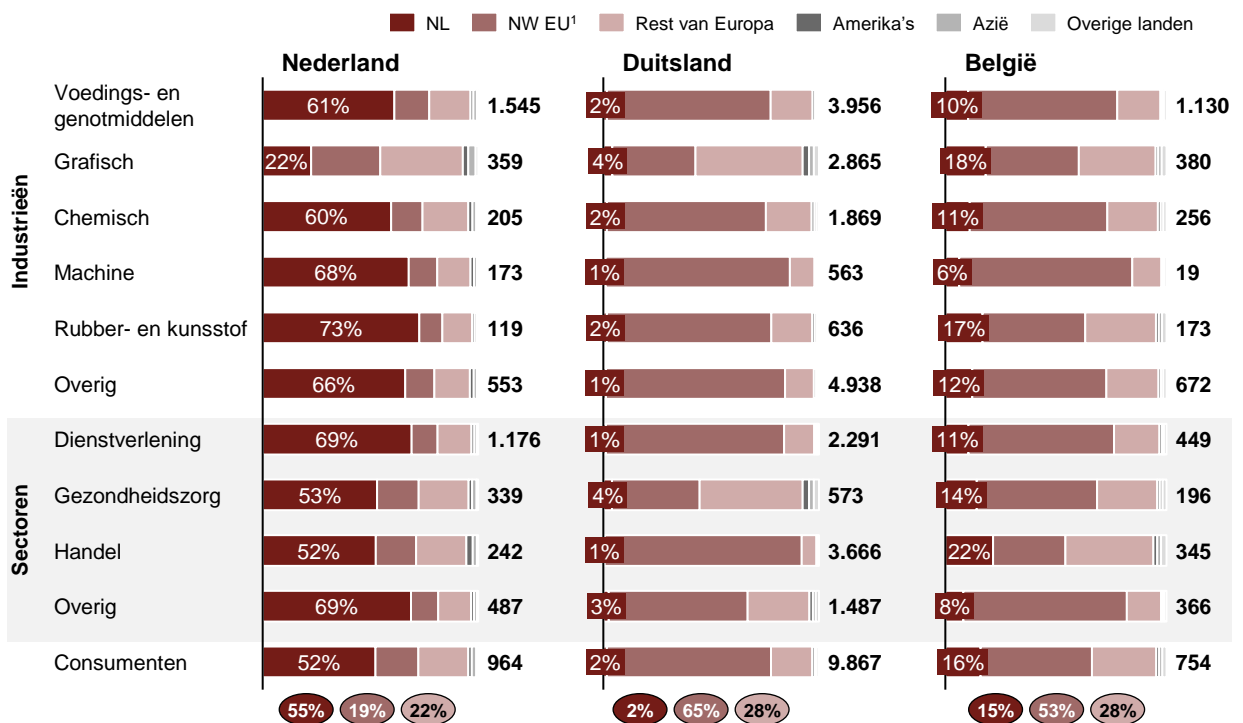 NL NW EU¹ Rest van Europa Amerika's Azië Overige landen
Nederland Duitsland België
Industrieën
Voedings- en
genotmiddelen 61% 1.545 2% 3.956 10% 1.130
Grafisch 22% 359 4% 2.865 18% 380
Chemisch 60% 205 2% 1.869 11% 256
Machine 68% 173 1% 563 6% 19
Rubber- en kunsstof 73% 119 2% 636 17% 173
Overig 66% 553 1% 4.938 12% 672
Sectoren
Dienstverlening 69% 1.176 1% 2.291 11% 449
Gezondheidszorg 53% 339 4% 573 14% 196
Handel 52% 242 1% 3.666 22% 345
Overig 69% 487 3% 1.487 8% 366
Consumenten 52% 964 2% 9.867 16% 754
55% 19% 22% 2% 65% 28% 15% 53% 28%